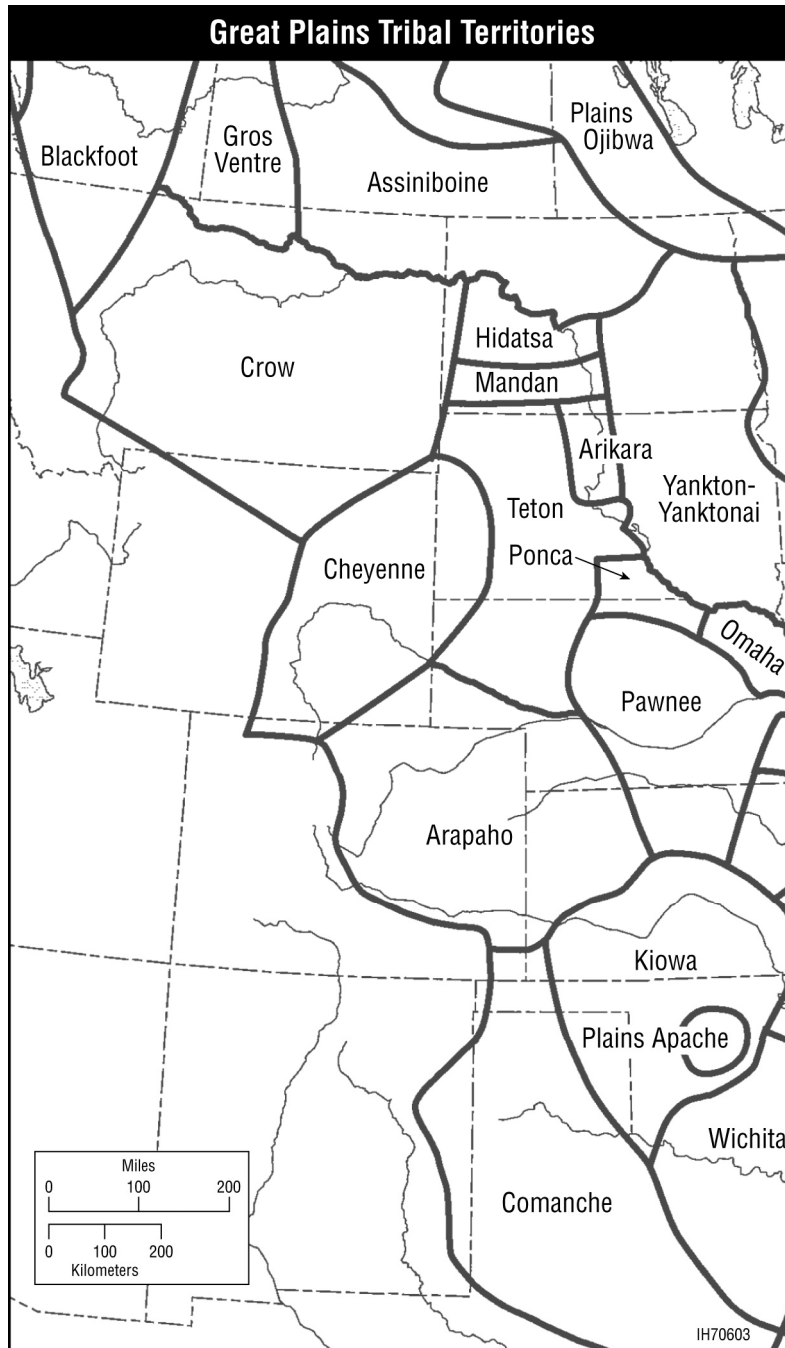 Great Plains Tribal Territories
Plains
Ojibwa
Gros
Ventre
Blackfoot
Assiniboine
Hidatsa
Crow
Mandan
Arikara
Yankton-
Yanktonai
Teton
Ponca
Cheyenne
Omaha
Pawnee
Arapaho
Kiowa
Plains Apache
Wichita
Comanche
Miles
0 100 200
0 100 200
Kilometers
IH70603